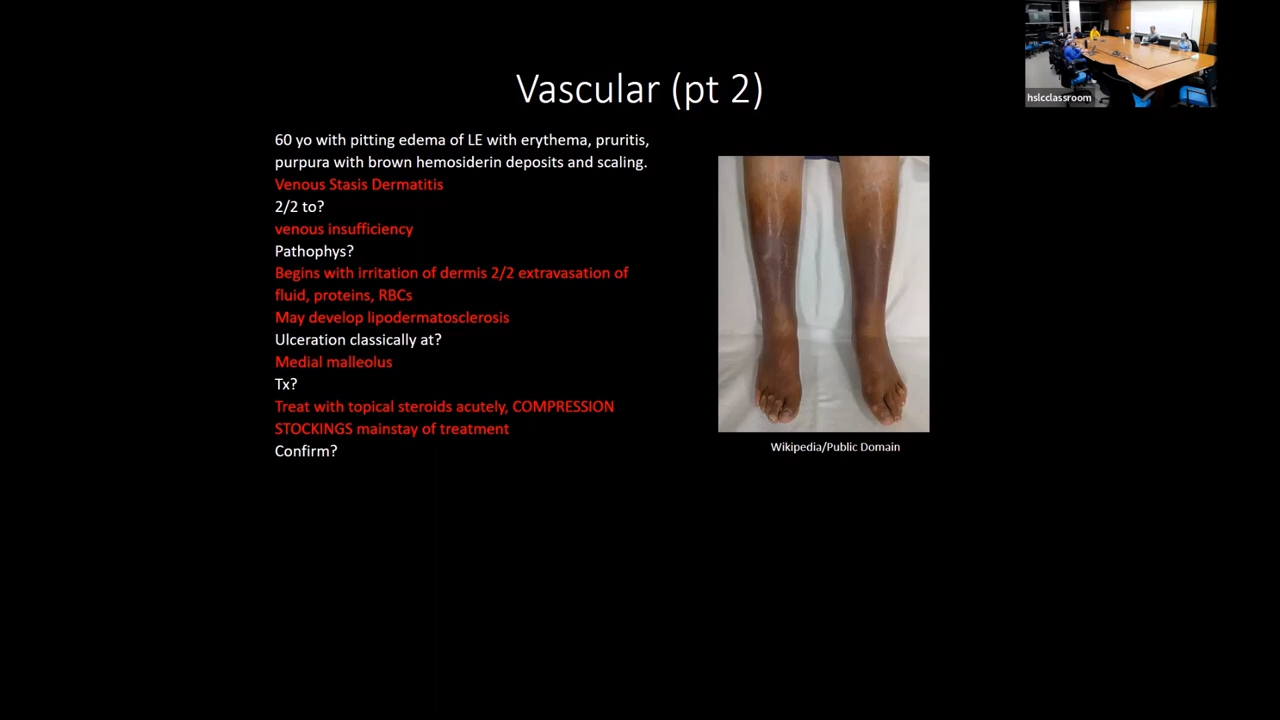 hslcclassroom
Vascular (pt 2)
60 yo with pitting edema of LE with erythema, pruritis,
purpura with brown hemosiderin deposits and scaling.
Venous Stasis Dermatitis
2/2 to?
venous insufficiency
Pathophys?
Begins with irritation of dermis 2/2 extravasation of
fluid, proteins, RBCs
May develop lipodermatosclerosis
Ulceration classically at?
Medial malleolus
Tx?
Treat with topical steroids acutely, COMPRESSION
STOCKINGS mainstay of treatment
Confirm?
Wikipedia/Public Domain